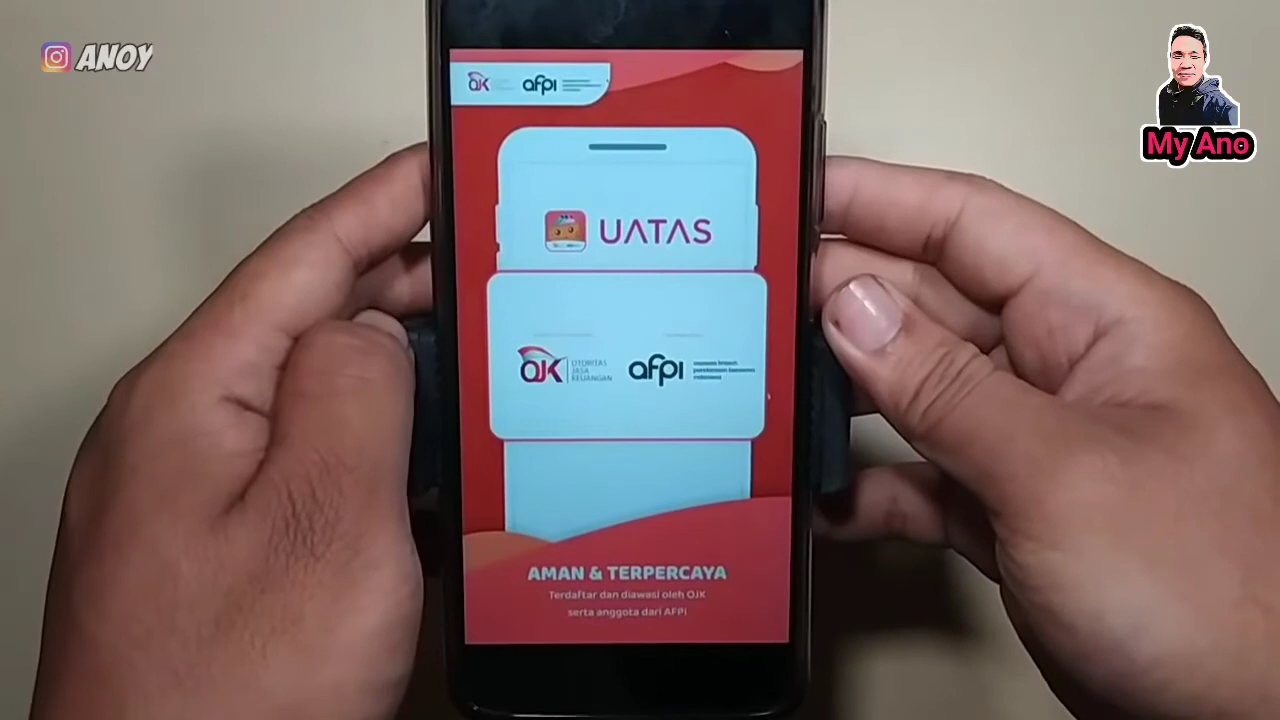 ANOY
My Ano
OJK
afpi
UATAS
OJK
OTORITAS
JASA
KEUANGAN
afpi
AMAN & TERPERCAYA
Terdaftar dan diawasi oleh OJK
serta anggota dari AFPI